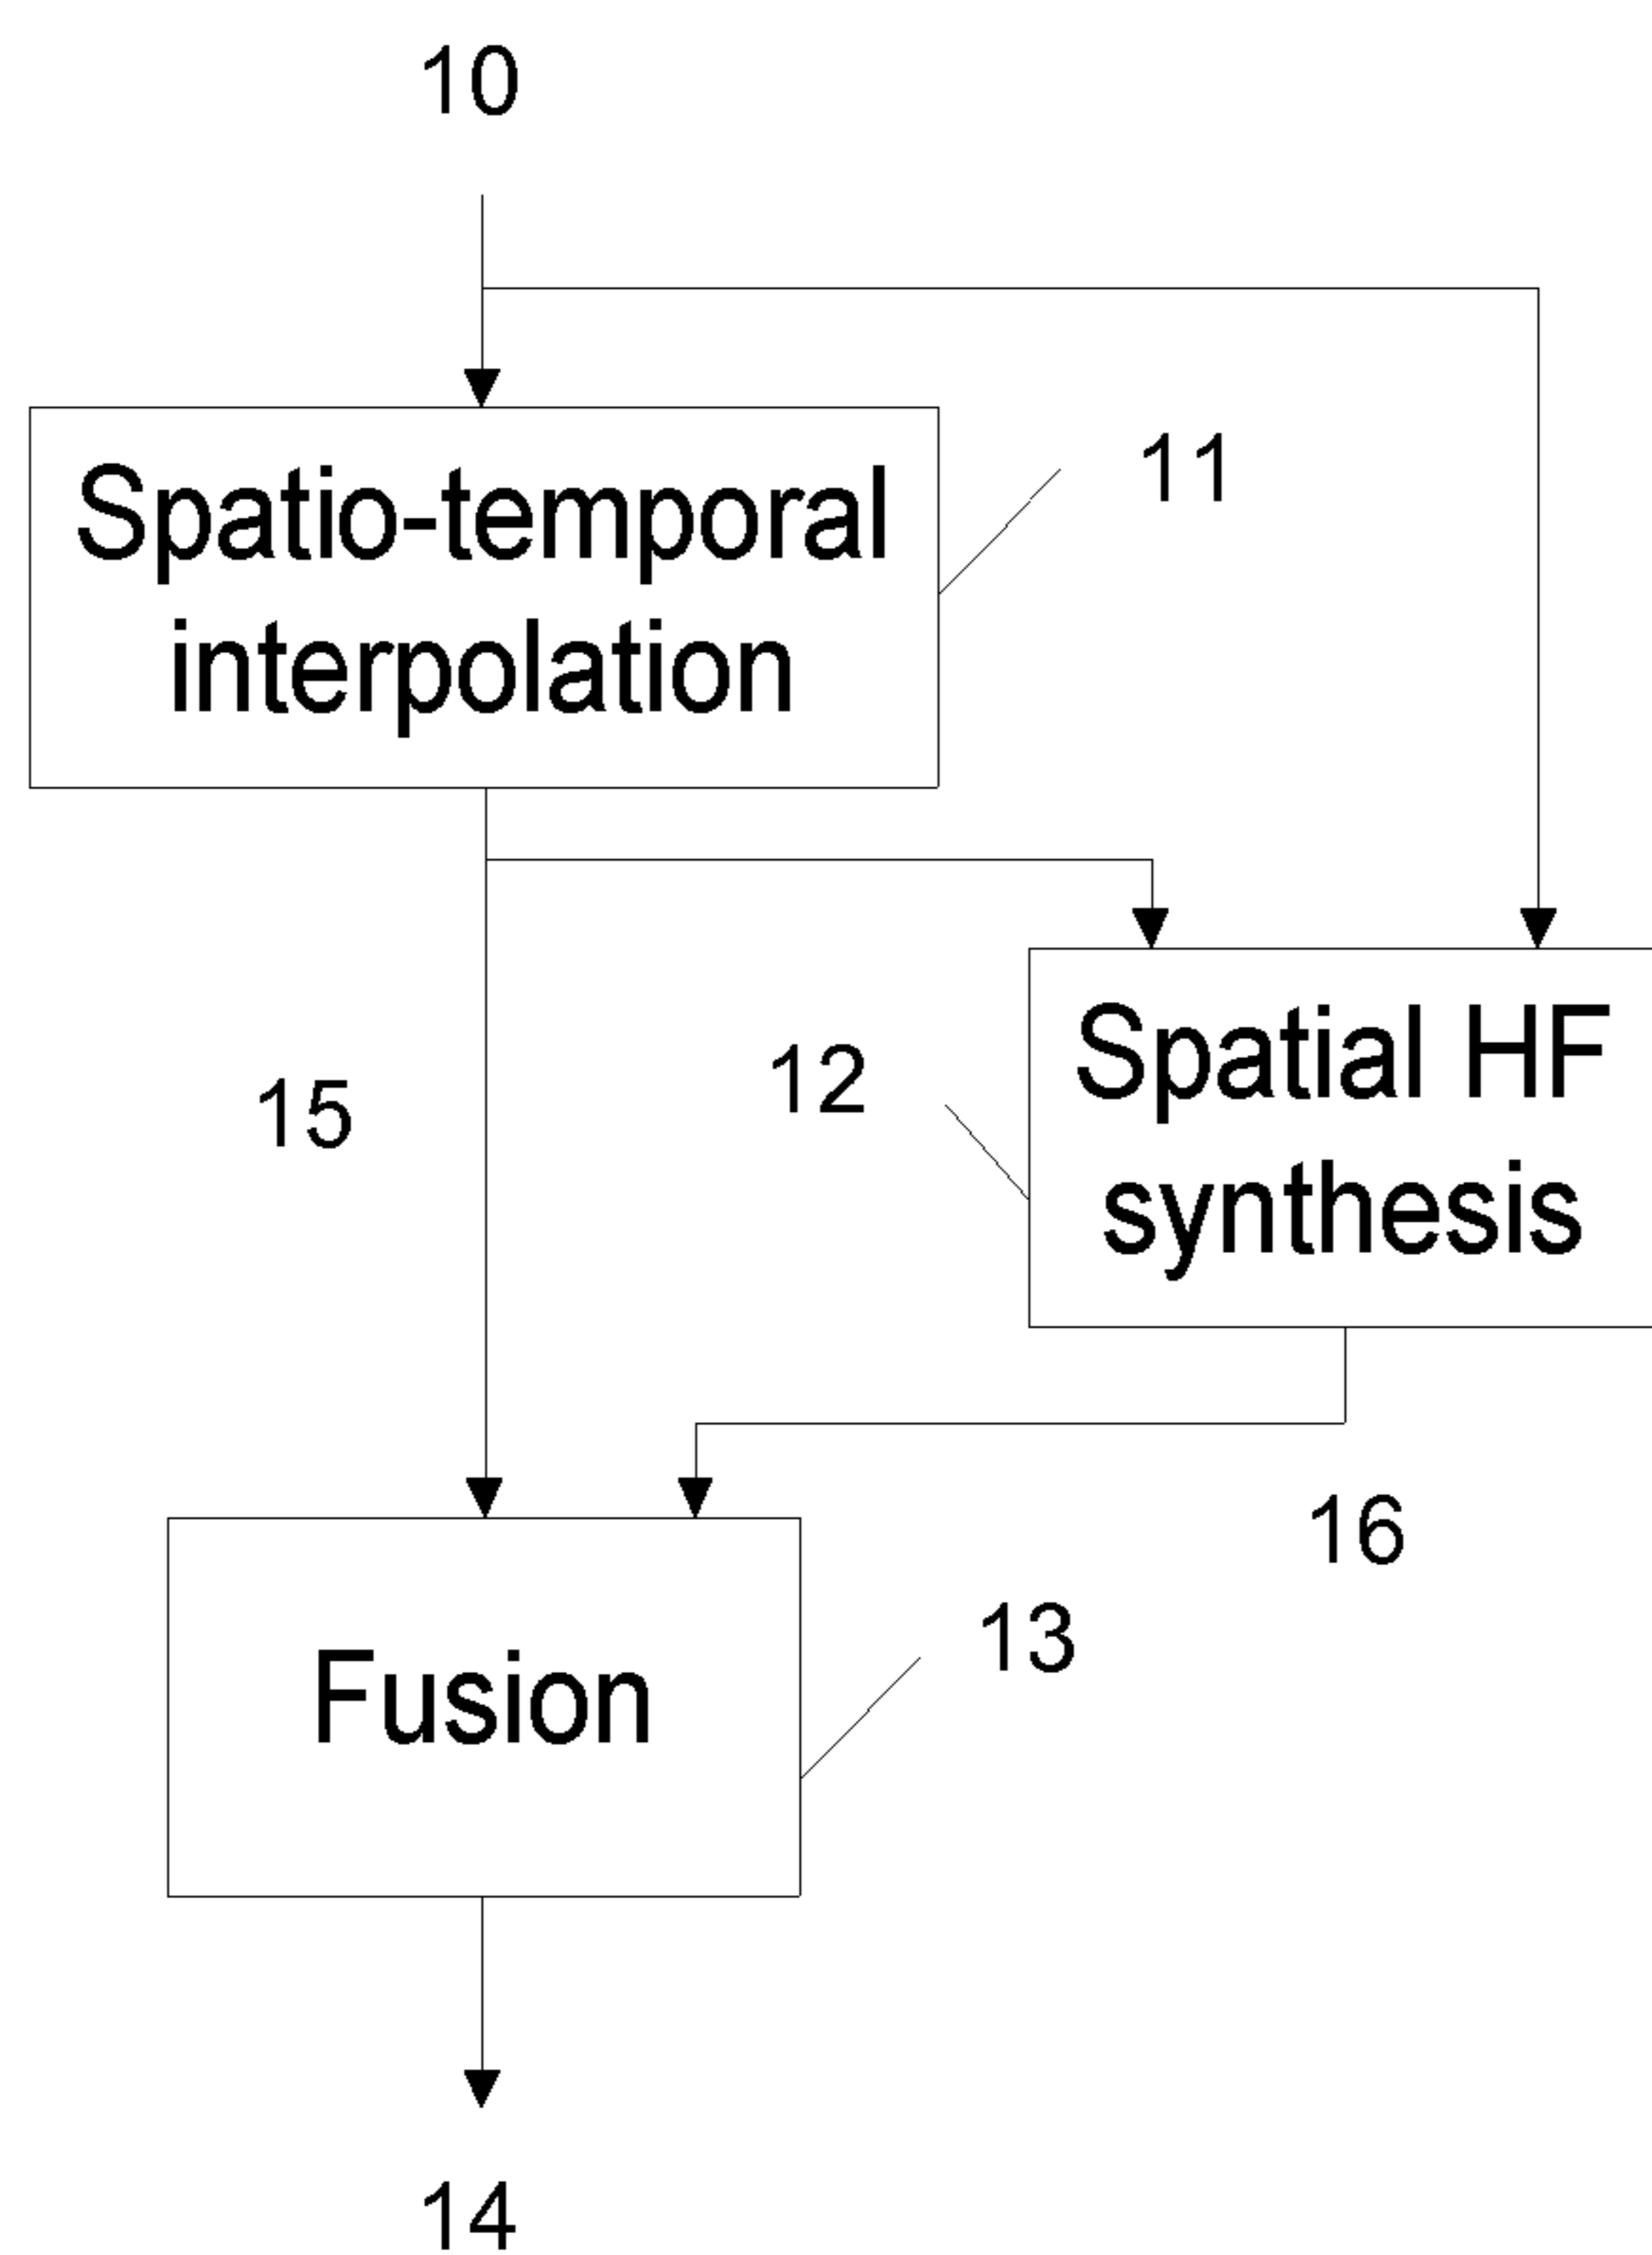 10
Spatio-temporal
interpolation
11
Spatial HF
synthesis
12
15
16
Fusion
13
14